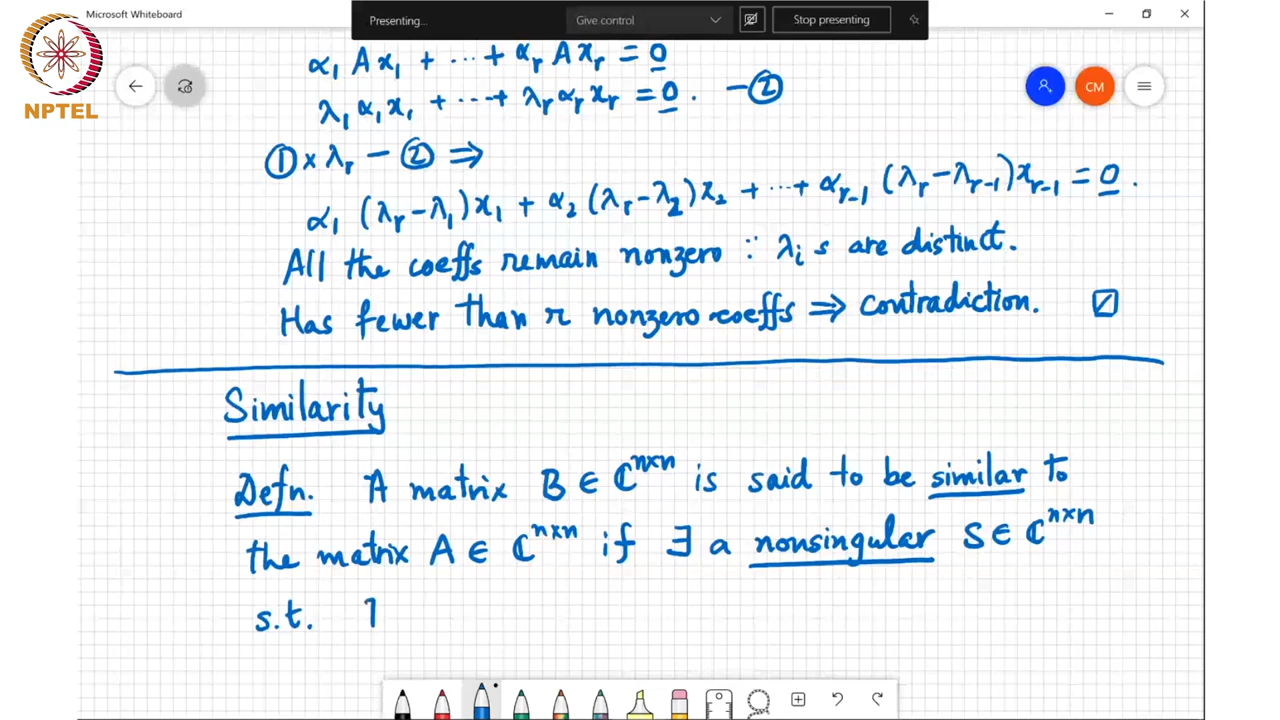 Microsoft Whiteboard
Presenting...
Give control
Stop presenting
NPTEL
CM
α₁ A x₁ + ... + αᵣ A xᵣ = 0
λ₁ α₁ x₁ + ... + λᵣ αᵣ xᵣ = 0 . - ②
① × λᵣ - ② ⇒
α₁ (λᵣ - λ₁) x₁ + α₂ (λᵣ - λ₂) x₂ + ... + αᵣ₋₁ (λᵣ - λᵣ₋₁) xᵣ₋₁ = 0 .
All the coeffs remain nonzero ∵ λᵢ s are distinct.
Has fewer than r nonzero coeffs ⇒ contradiction.
Similarity
Defn. A matrix B ∈ ℂⁿˣⁿ is said to be similar to
the matrix A ∈ ℂⁿˣⁿ if ∃ a nonsingular S ∈ ℂⁿˣⁿ
s.t.